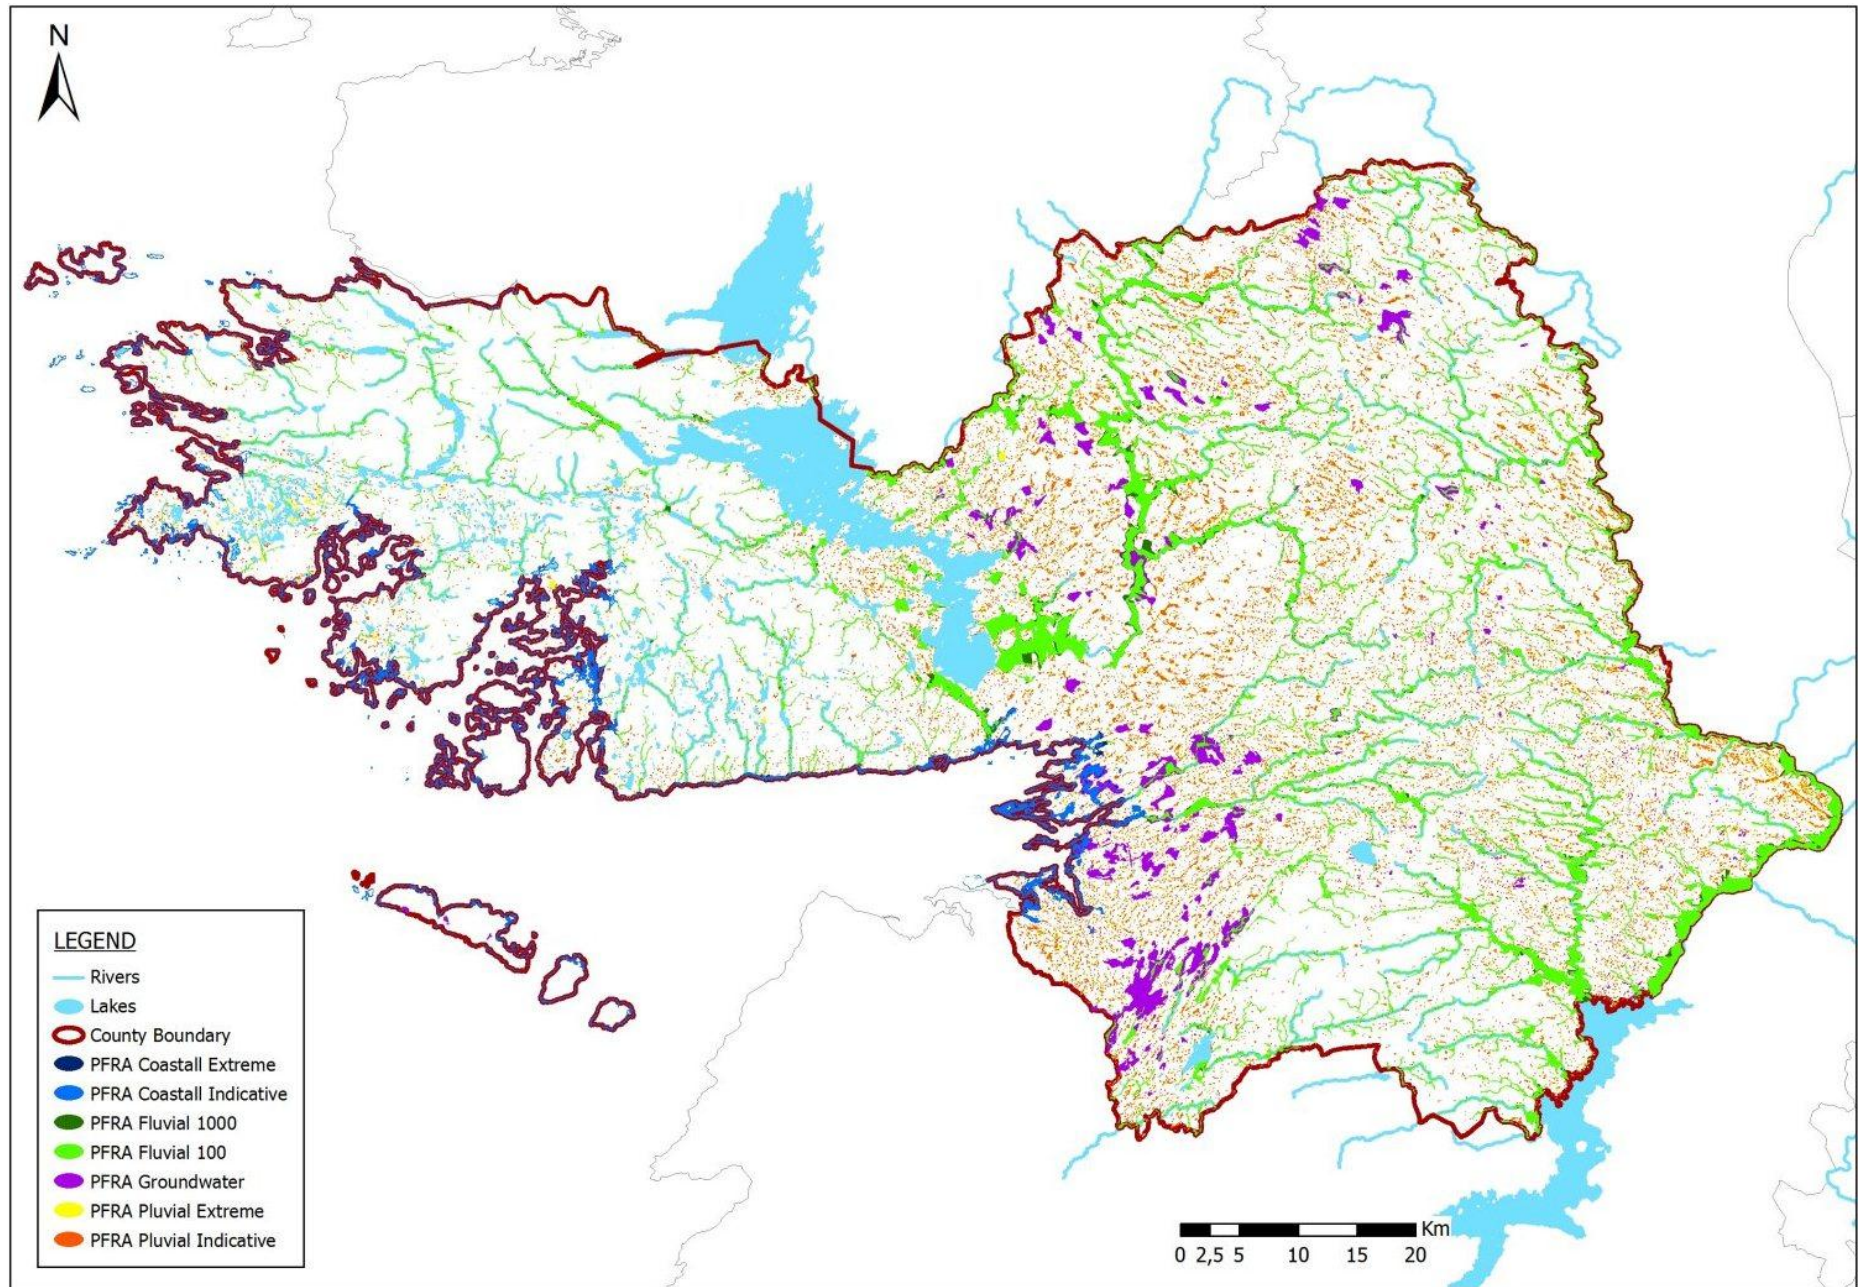 N
LEGEND
Rivers
Lakes
County Boundary
PFRA Coastall Extreme
PFRA Coastall Indicative
PFRA Fluvial 1000
PFRA Fluvial 100
PFRA Groundwater
PFRA Pluvial Extreme
PFRA Pluvial Indicative
Km
0 2,5 5 10 15 20